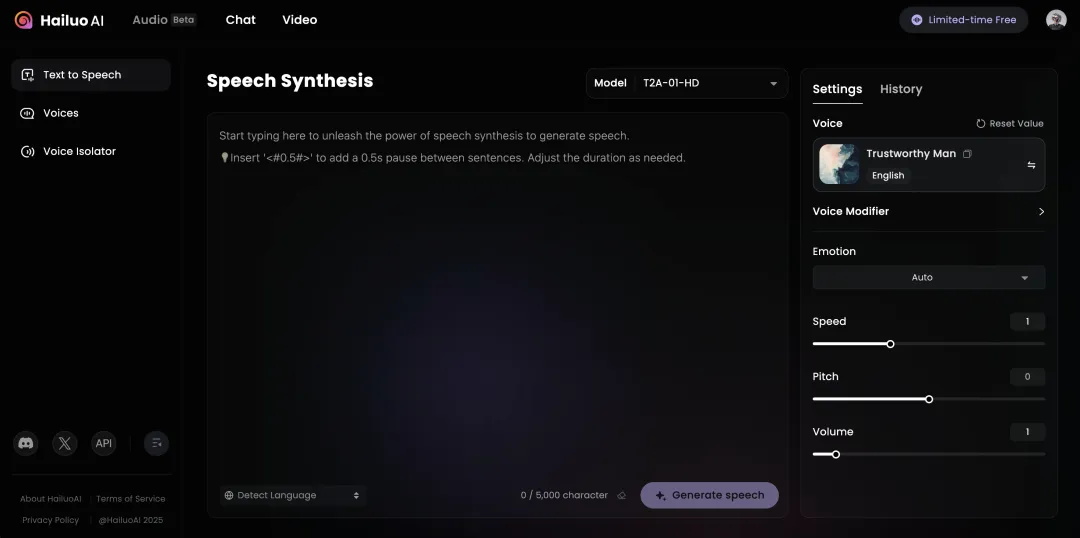 Hailuo AI
Audio Beta
Chat
Video
Limited-time Free
Text to Speech
Voices
Voice Isolator
API
About HailuoAI
Terms of Service
Privacy Policy
@HailuoAI 2025
Speech Synthesis
Model T2A-01-HD
Start typing here to unleash the power of speech synthesis to generate speech.
Insert '<#0.5#>' to add a 0.5s pause between sentences. Adjust the duration as needed.
Detect Language
0 / 5,000 character
Generate speech
Settings
History
Voice
Reset Value
Trustworthy Man
English
Voice Modifier
Emotion
Auto
Speed
1
Pitch
0
Volume
1